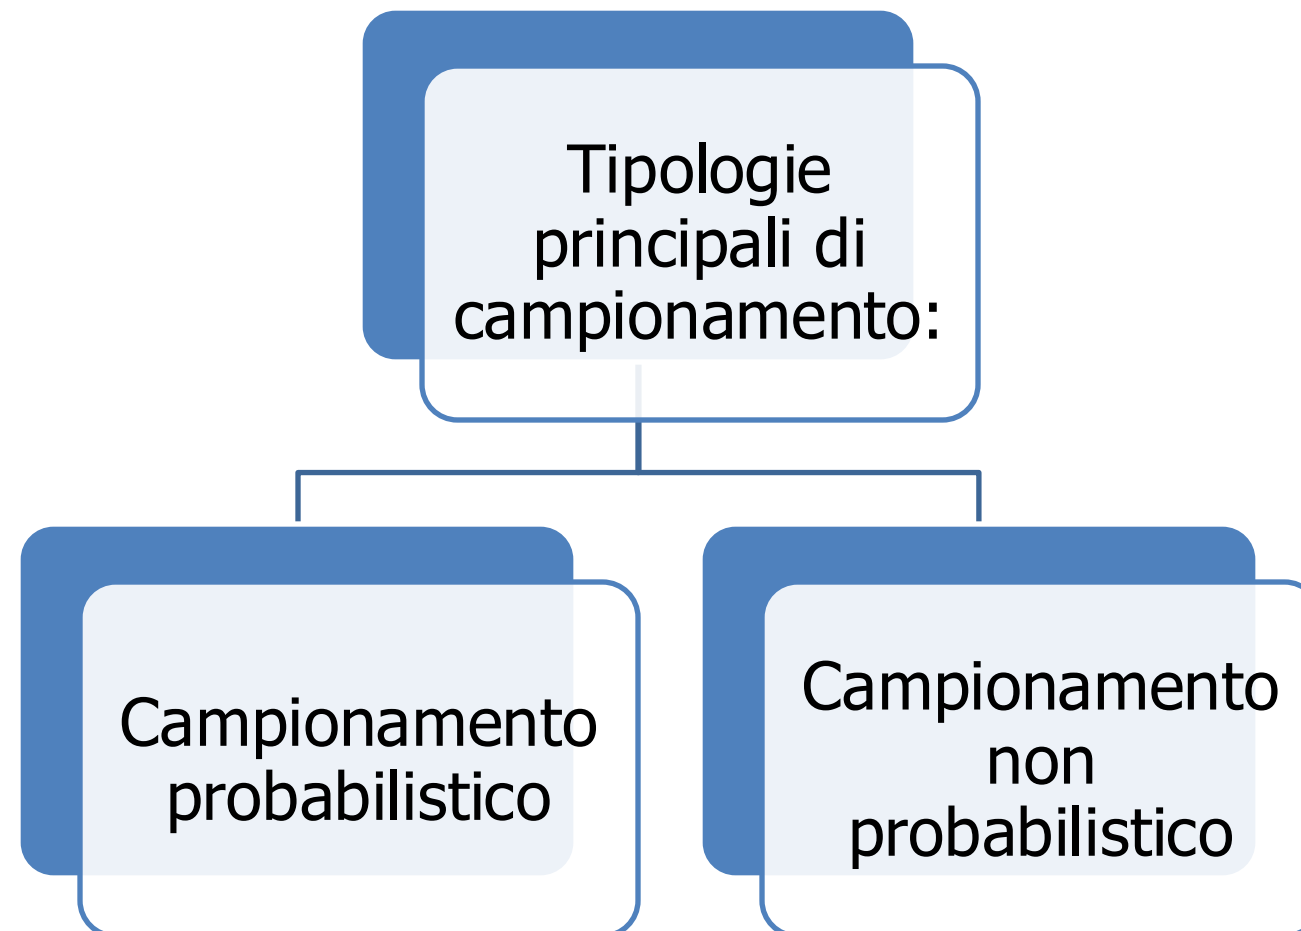 Tipologie
principali di
campionamento:
Campionamento
probabilistico
Campionamento
non
probabilistico